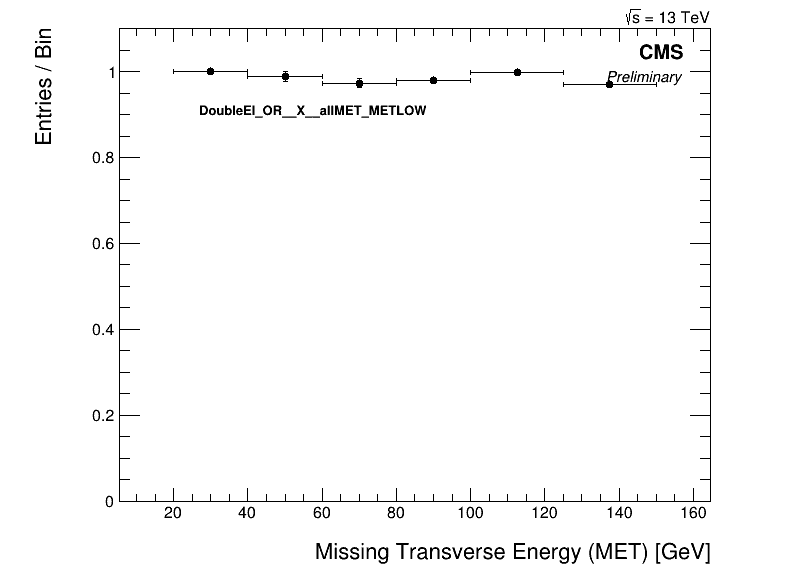 √s = 13 TeV
CMS
Preliminary
DoubleEl_OR__X__allMET_METLOW
Entries / Bin
1
0.8
0.6
0.4
0.2
0
20 40 60 80 100 120 140 160
Missing Transverse Energy (MET) [GeV]